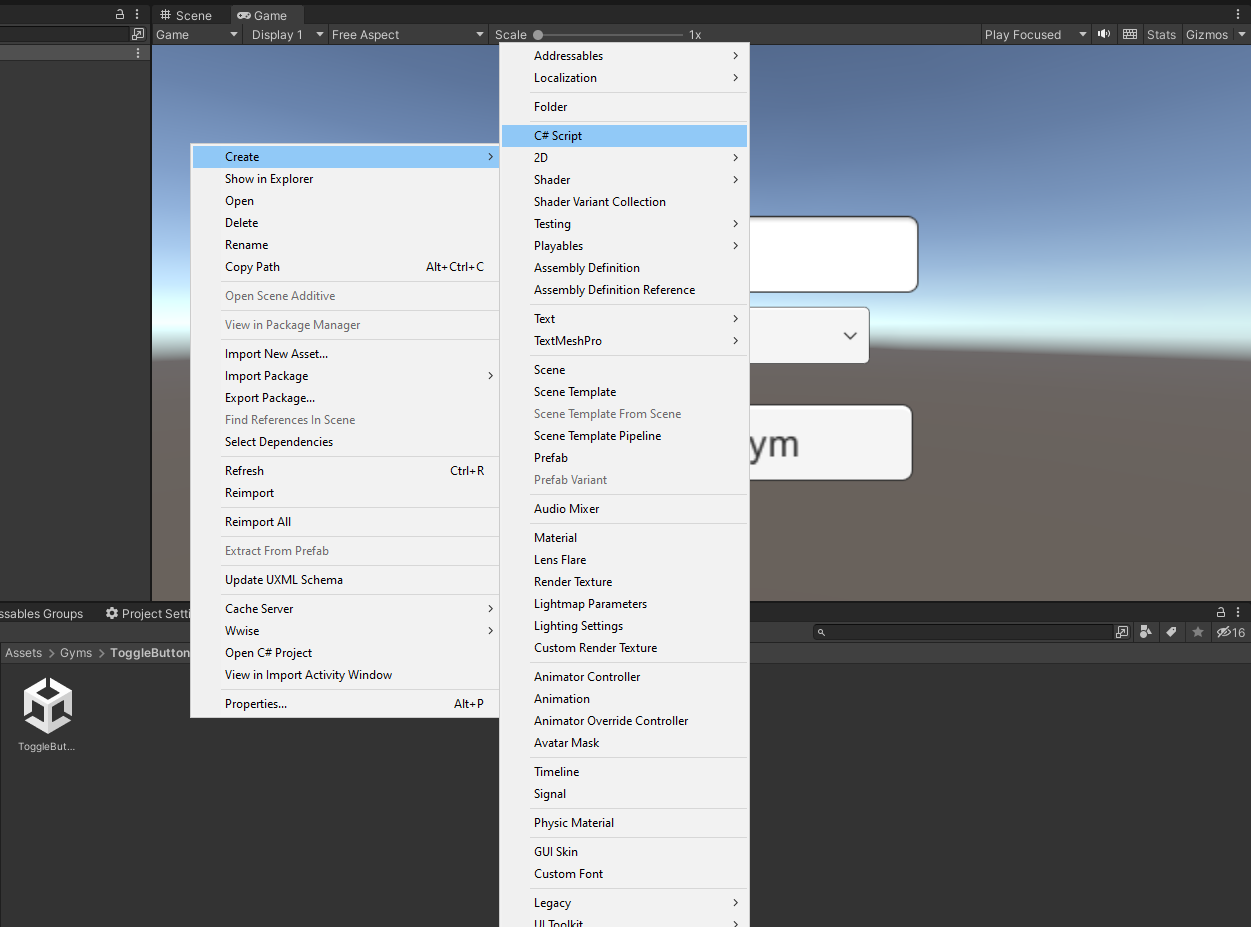 Scene
Game
Game
Display 1
Free Aspect
Scale
1x
Play Focused
Stats
Gizmos
Create
Show in Explorer
Open
Delete
Rename
Copy Path Alt+Ctrl+C
Open Scene Additive
View in Package Manager
Import New Asset...
Import Package
Export Package...
Find References In Scene
Select Dependencies
Refresh Ctrl+R
Reimport
Reimport All
Extract From Prefab
Update UXML Schema
Cache Server
Wwise
Open C# Project
View in Import Activity Window
Properties... Alt+P
Addressables
Localization
Folder
C# Script
2D
Shader
Shader Variant Collection
Testing
Playables
Assembly Definition
Assembly Definition Reference
Text
TextMeshPro
Scene
Scene Template
Scene Template From Scene
Scene Template Pipeline
Prefab
Prefab Variant
Audio Mixer
Material
Lens Flare
Render Texture
Lightmap Parameters
Lighting Settings
Custom Render Texture
Animator Controller
Animation
Animator Override Controller
Avatar Mask
Timeline
Signal
Physic Material
GUI Skin
Custom Font
Legacy
UI Toolkit
ym
ssables Groups
Project Setti
16
Assets > Gyms > ToggleButton
ToggleBut...